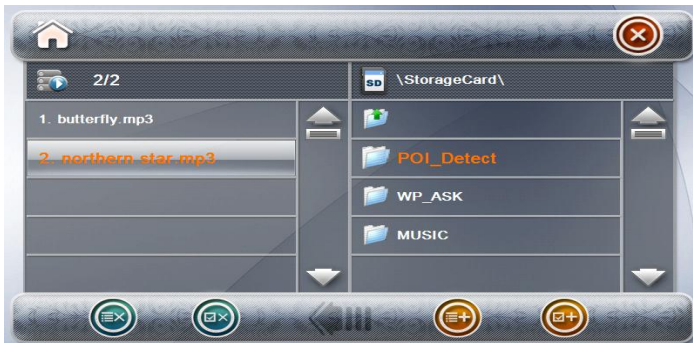 2/2
1. butterfly.mp3
2. northern star.mp3
SD \StorageCard\
POI_Detect
WP_ASK
MUSIC